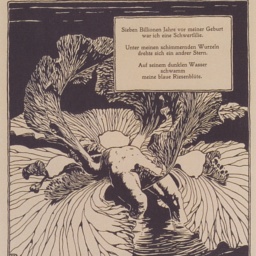 Sieben Billionen Jahre vor meiner Geburt
war ich eine Schwertlilie.
Unter meinen schimmernden Wurzeln
drehte sich ein andrer Stern.
Auf seinem dunklen Wasser
schwamm
meine blaue Riesenblüte.